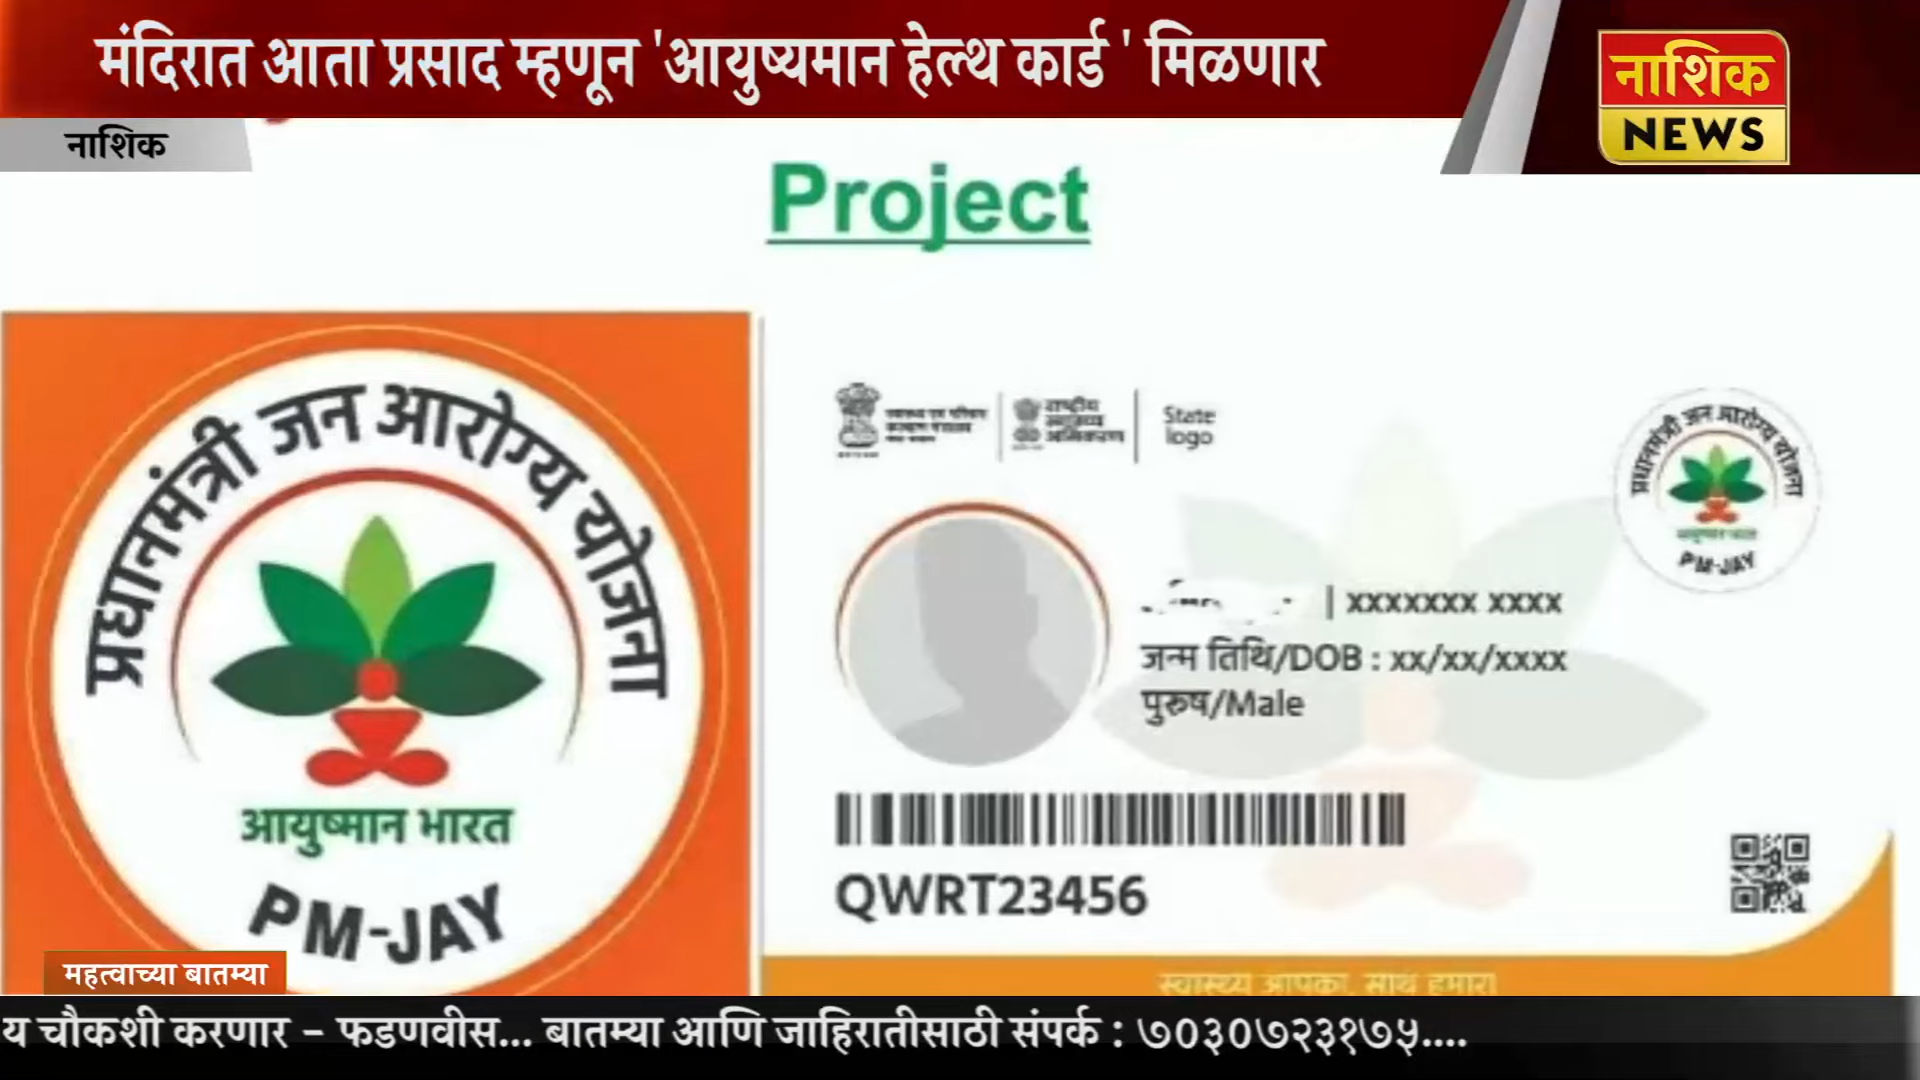 मंदिरात आता प्रसाद म्हणून 'आयुष्यमान हेल्थ कार्ड ' मिळणार
नाशिक
NEWS
नाशिक
Project
प्रधानमंत्री जन आरोग्य योजना
आयुष्मान भारत
PM-JAY
State
logo
प्रधानमंत्री जन आरोग्य योजना
PM-JAY
| xxxxxxx xxxx
जन्म तिथि/DOB : xx/xx/xxxx
पुरुष/Male
QWRT23456
स्वास्थ्य आपका, साथ हमारा
महत्वाच्या बातम्या
य चौकशी करणार – फडणवीस... बातम्या आणि जाहिरातीसाठी संपर्क : ७०३०७२३१७५....